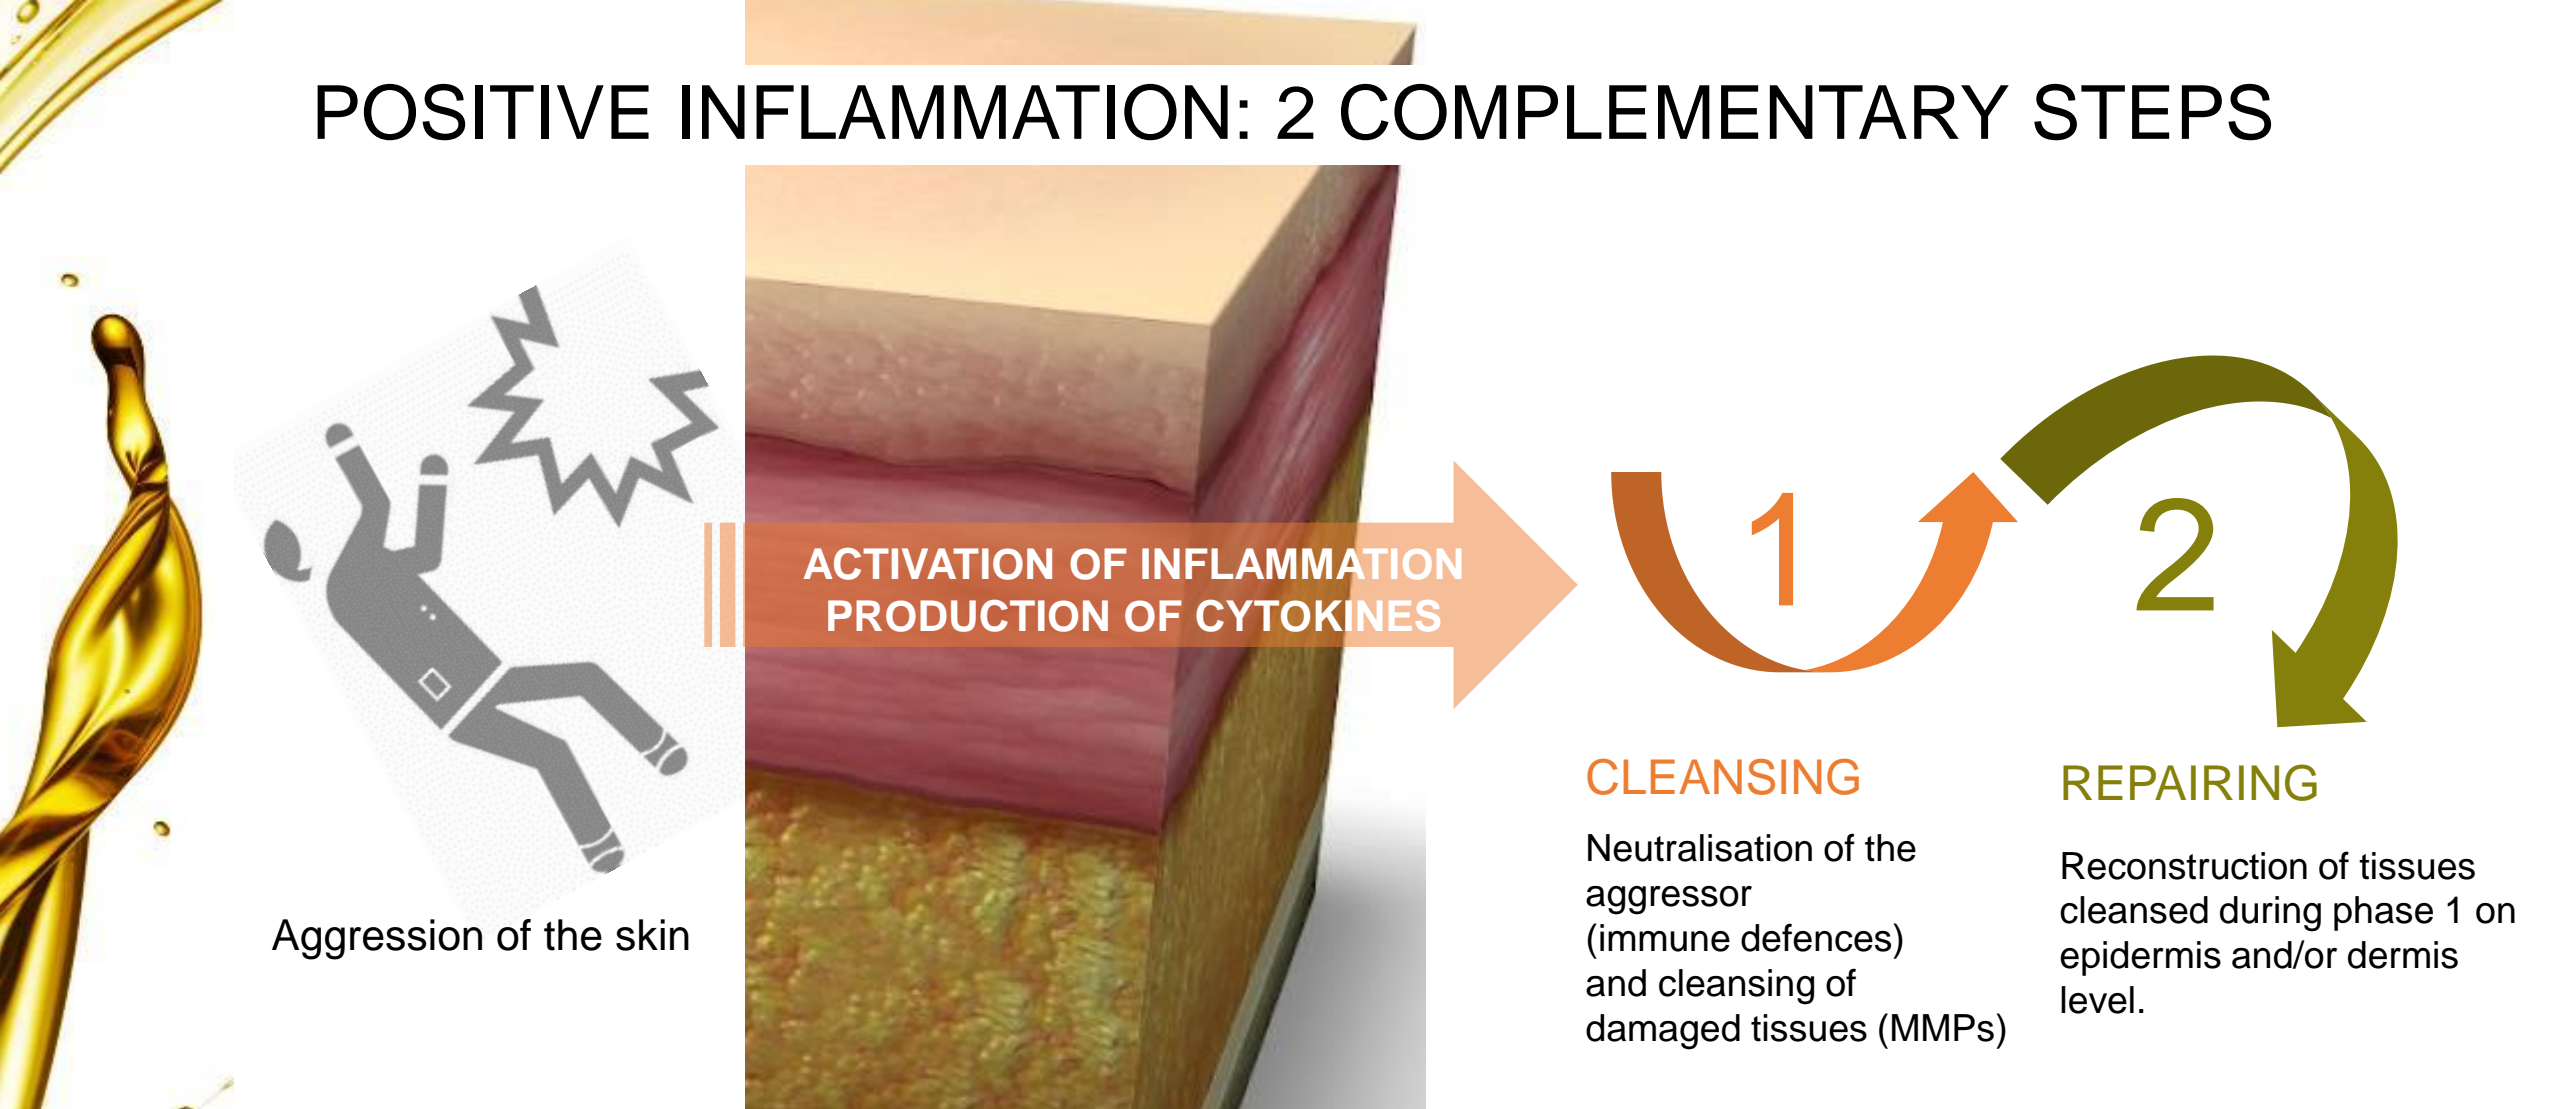 POSITIVE INFLAMMATION: 2 COMPLEMENTARY STEPS
Aggression of the skin
ACTIVATION OF INFLAMMATION
PRODUCTION OF CYTOKINES
1
CLEANSING
Neutralisation of the
aggressor
(immune defences)
and cleansing of
damaged tissues (MMPs)
2
REPAIRING
Reconstruction of tissues
cleansed during phase 1 on
epidermis and/or dermis
level.